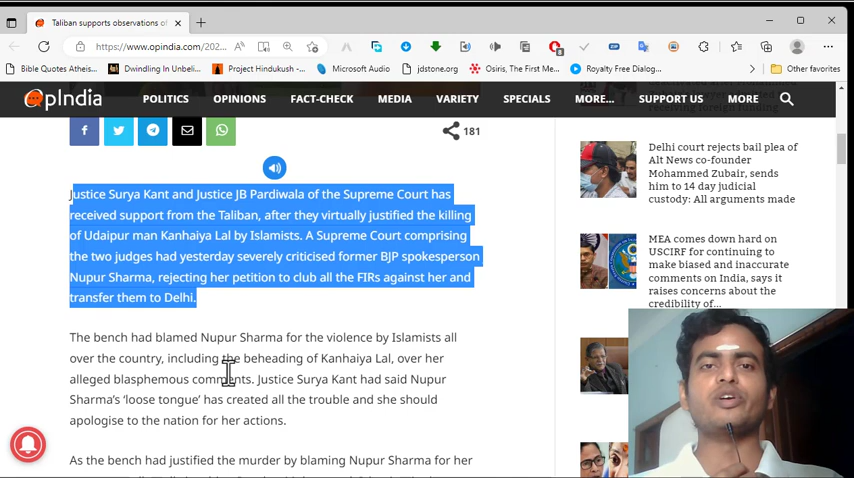 Taliban supports observations of
https://www.opindia.com/202...
Bible Quotes Atheis...
Dwindling In Unbeli...
Project Hindukush -...
Microsoft Audio
jdstone.org
Osiris, The First Me...
Royalty Free Dialog...
Other favorites
OpIndia
POLITICS
OPINIONS
FACT-CHECK
MEDIA
VARIETY
SPECIALS
MORE...
SUPPORT US
MORE
181
Justice Surya Kant and Justice JB Pardiwala of the Supreme Court has
received support from the Taliban, after they virtually justified the killing
of Udaipur man Kanhaiya Lal by Islamists. A Supreme Court comprising
the two judges had yesterday severely criticised former BJP spokesperson
Nupur Sharma, rejecting her petition to club all the FIRs against her and
transfer them to Delhi.
The bench had blamed Nupur Sharma for the violence by Islamists all
over the country, including the beheading of Kanhaiya Lal, over her
alleged blasphemous comments. Justice Surya Kant had said Nupur
Sharma's 'loose tongue' has created all the trouble and she should
apologise to the nation for her actions.
As the bench had justified the murder by blaming Nupur Sharma for her
receiving foreign funding
Delhi court rejects bail plea of
Alt News co-founder
Mohammed Zubair, sends
him to 14 day judicial
custody: All arguments made
MEA comes down hard on
USCIRF for continuing to
make biased and inaccurate
comments on India, says it
raises concerns about the
credibility of...